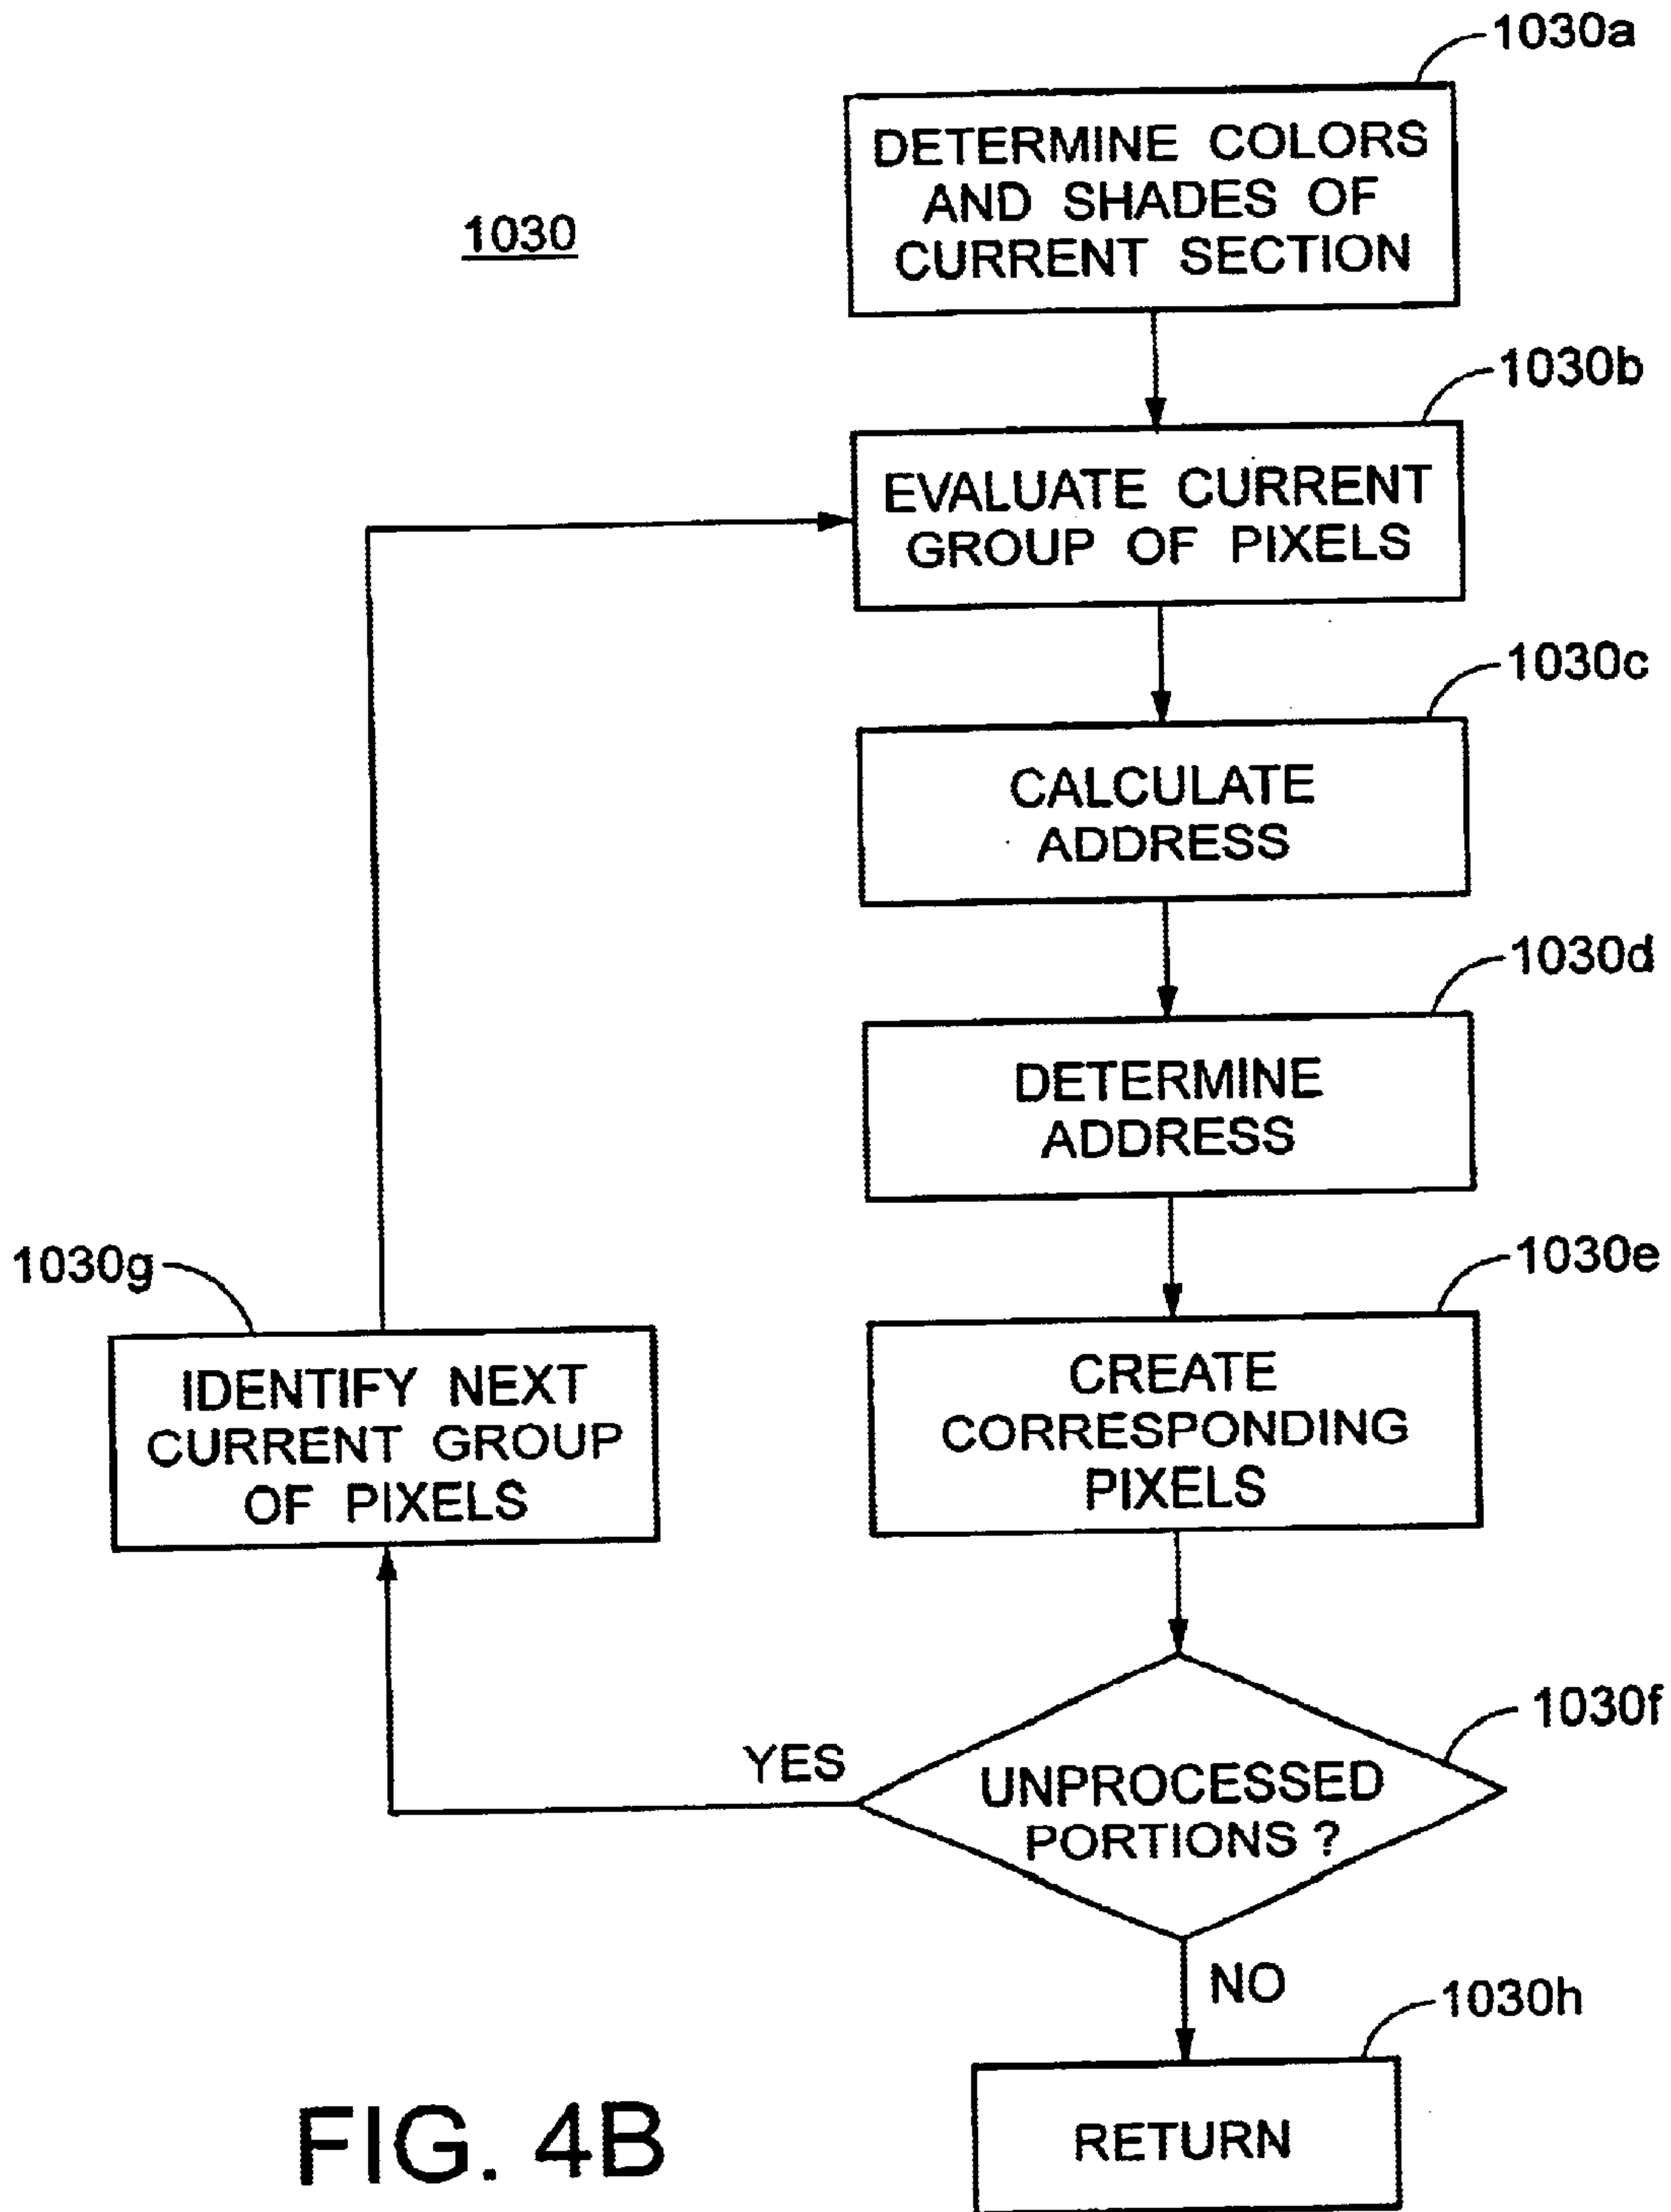 1030a
DETERMINE COLORS
AND SHADES OF
CURRENT SECTION
1030
1030b
EVALUATE CURRENT
GROUP OF PIXELS
1030c
CALCULATE
ADDRESS
1030d
DETERMINE
ADDRESS
1030e
CREATE
CORRESPONDING
PIXELS
1030g
IDENTIFY NEXT
CURRENT GROUP
OF PIXELS
1030f
UNPROCESSED
PORTIONS ?
YES
NO
1030h
RETURN
FIG. 4B